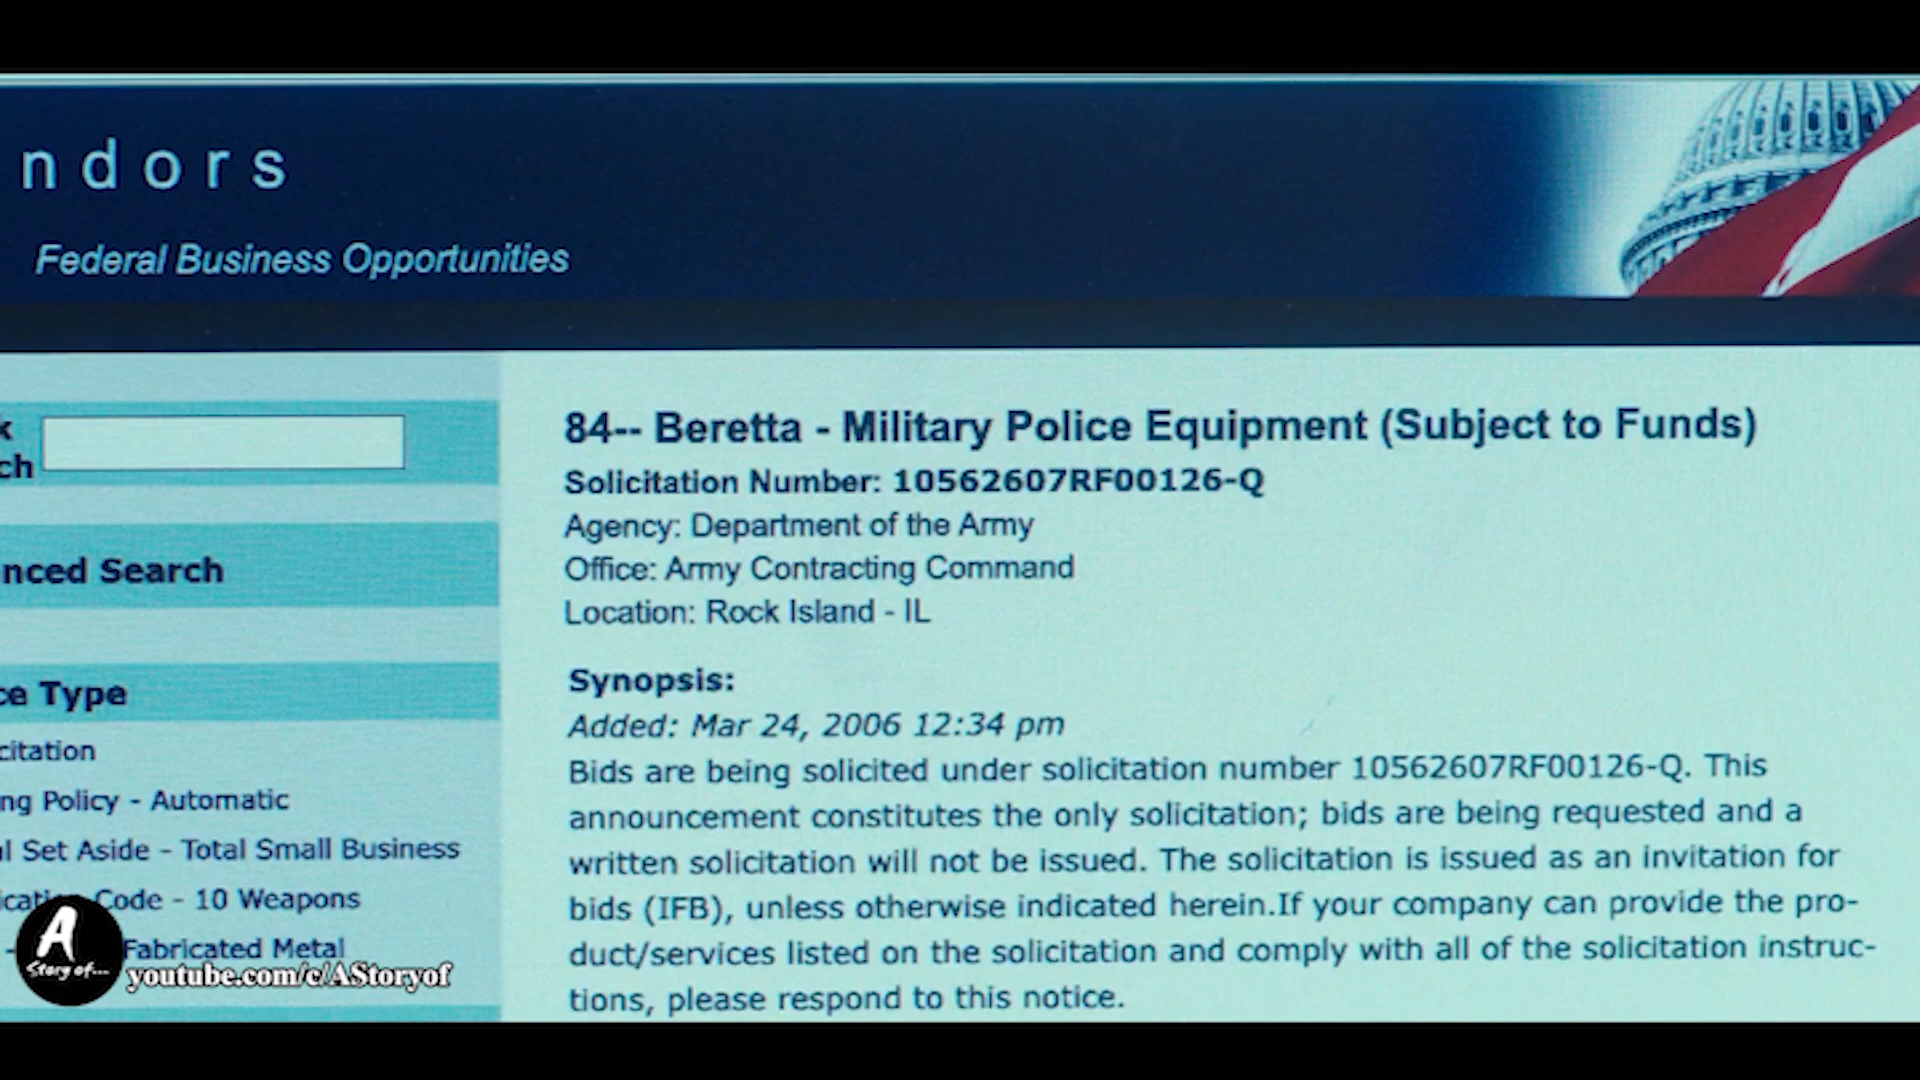 ndors
Federal Business Opportunities
k
ch
nced Search
ce Type
citation
ng Policy - Automatic
l Set Aside - Total Small Business
Code - 10 Weapons
- Fabricated Metal
84-- Beretta - Military Police Equipment (Subject to Funds)
Solicitation Number: 10562607RF00126-Q
Agency: Department of the Army
Office: Army Contracting Command
Location: Rock Island - IL
Synopsis:
Added: Mar 24, 2006 12:34 pm
Bids are being solicited under solicitation number 10562607RF00126-Q. This
announcement constitutes the only solicitation; bids are being requested and a
written solicitation will not be issued. The solicitation is issued as an invitation for
bids (IFB), unless otherwise indicated herein.If your company can provide the pro-
duct/services listed on the solicitation and comply with all of the solicitation instruc-
tions, please respond to this notice.
A
Story of...
youtube.com/c/AStoryof